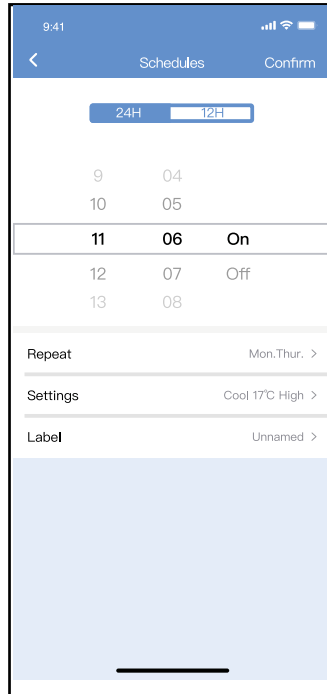 9:41
Schedules Confirm
24H 12H
9 04
10 05
11 06 On
12 07 Off
13 08
Repeat Mon.Thur. >
Settings Cool 17℃ High >
Label Unnamed >